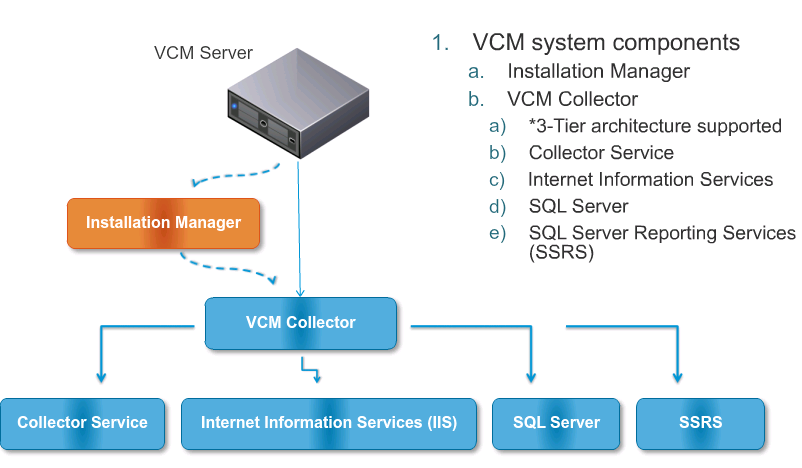 VCM Server
Installation Manager
VCM Collector
Collector Service
Internet Information Services (IIS)
SQL Server
SSRS
1. VCM system components
a. Installation Manager
b. VCM Collector
a) *3-Tier architecture supported
b) Collector Service
c) Internet Information Services
d) SQL Server
e) SQL Server Reporting Services
(SSRS)